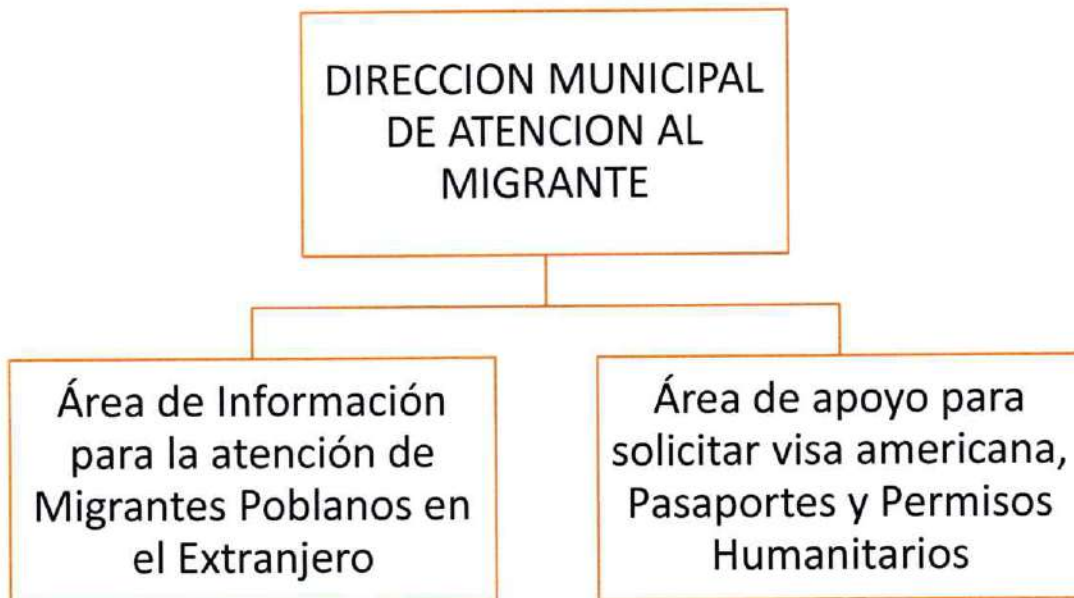 DIRECCION MUNICIPAL
DE ATENCION AL
MIGRANTE
Área de Información
para la atención de
Migrantes Poblanos en
el Extranjero
Área de apoyo para
solicitar visa americana,
Pasaportes y Permisos
Humanitarios